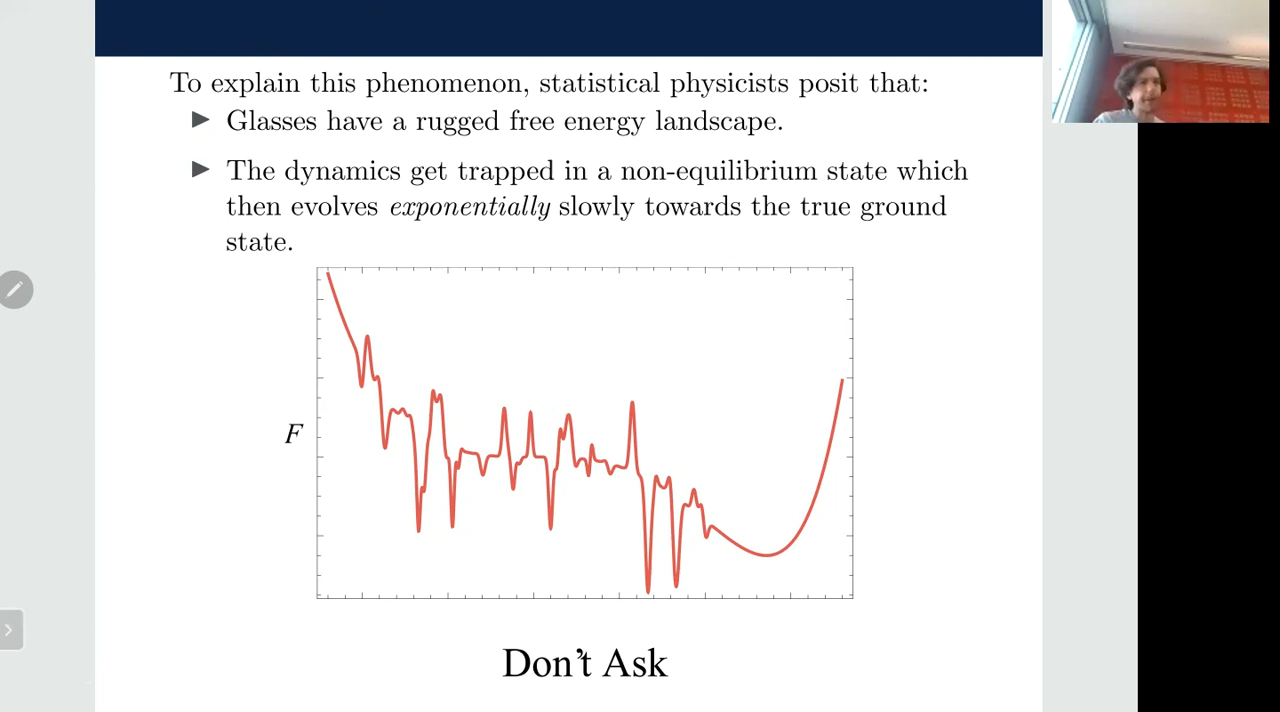 To explain this phenomenon, statistical physicists posit that:
▶ Glasses have a rugged free energy landscape.
▶ The dynamics get trapped in a non-equilibrium state which
then evolves exponentially slowly towards the true ground
state.
F
Don't Ask